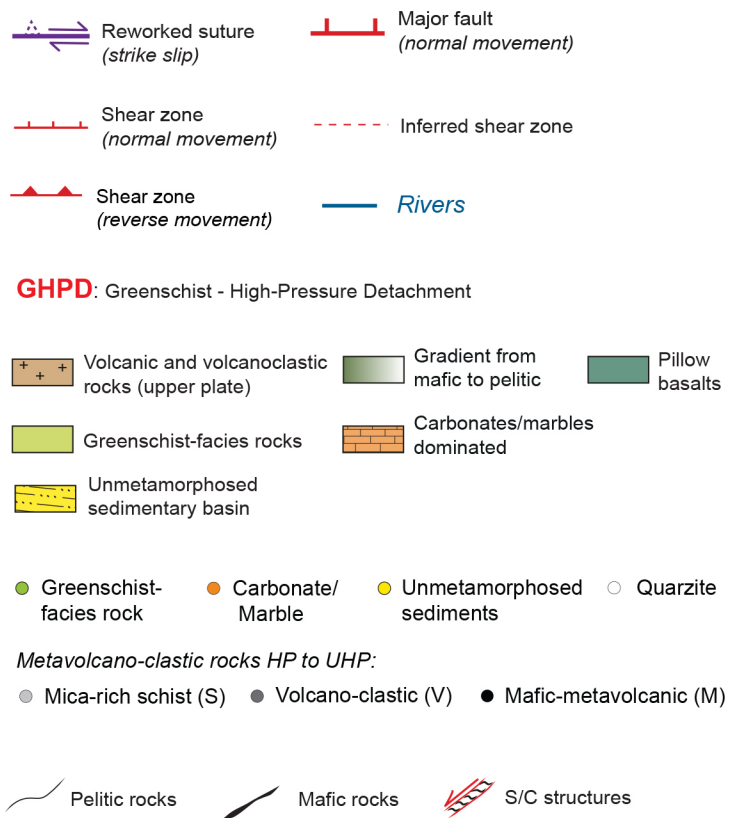 Reworked suture
(strike slip)
Major fault
(normal movement)
Shear zone
(normal movement)
Inferred shear zone
Shear zone
(reverse movement)
Rivers
GHPD: Greenschist - High-Pressure Detachment
Volcanic and volcanoclastic
rocks (upper plate)
Gradient from
mafic to pelitic
Pillow
basalts
Greenschist-facies rocks
Carbonates/marbles
dominated
Unmetamorphosed
sedimentary basin
Greenschist-
facies rock
Carbonate/
Marble
Unmetamorphosed
sediments
Quarzite
Metavolcano-clastic rocks HP to UHP:
Mica-rich schist (S)
Volcano-clastic (V)
Mafic-metavolcanic (M)
Pelitic rocks
Mafic rocks
S/C structures